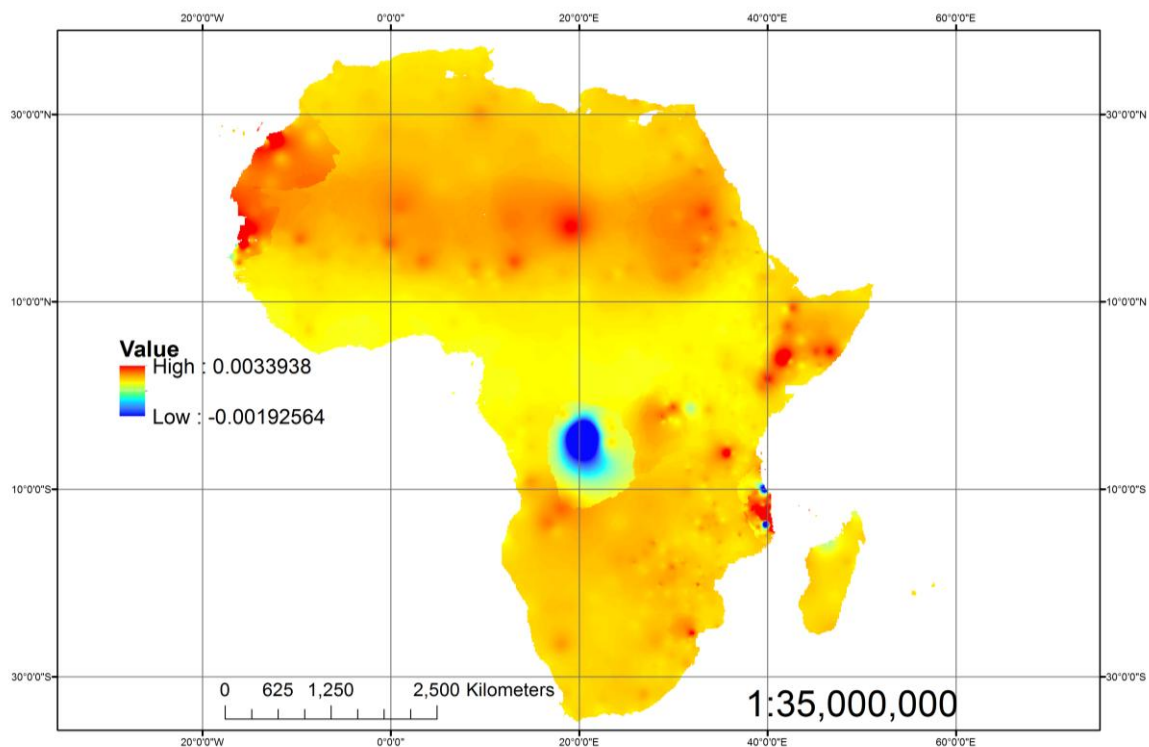 20°0'0"W 0°0'0" 20°0'0"E 40°0'0"E 60°0'0"E
30°0'0"N 30°0'0"N
10°0'0"N 10°0'0"N
Value
High : 0.0033938
Low : -0.00192564
10°0'0"S 10°0'0"S
30°0'0"S 30°0'0"S
0 625 1,250 2,500 Kilometers
1:35,000,000
20°0'0"W 0°0'0" 20°0'0"E 40°0'0"E 60°0'0"E